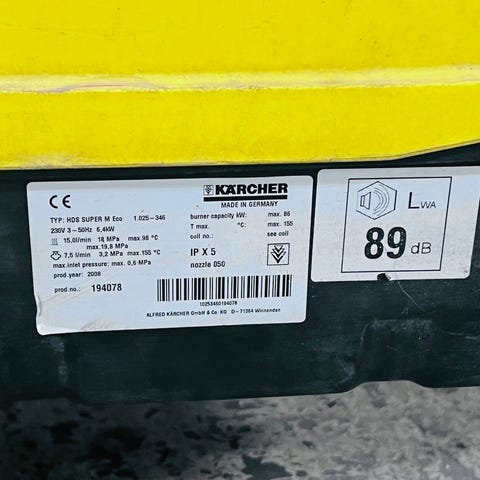 CE
KÄRCHER
MADE IN GERMANY
TYP: HDS SUPER M Eco 1.025-346
230V 3~50Hz 6,4kW
15,0l/min 18 MPa max.98 °C
max.19,8 MPa
7,5 l/min 3,2 MPa max.155 °C
max.inlet pressure: max. 0,6-MPa
prod.year: 2008
prod.no.: 194078
burner capacity kW: max. 86
T max. °C: max. 155
coil no.: see coil
IP X 5
nozzle 050
10253460194078
ALFRED KÄRCHER GmbH & Co. KG D-71364 Winnenden
LWA
89 dB